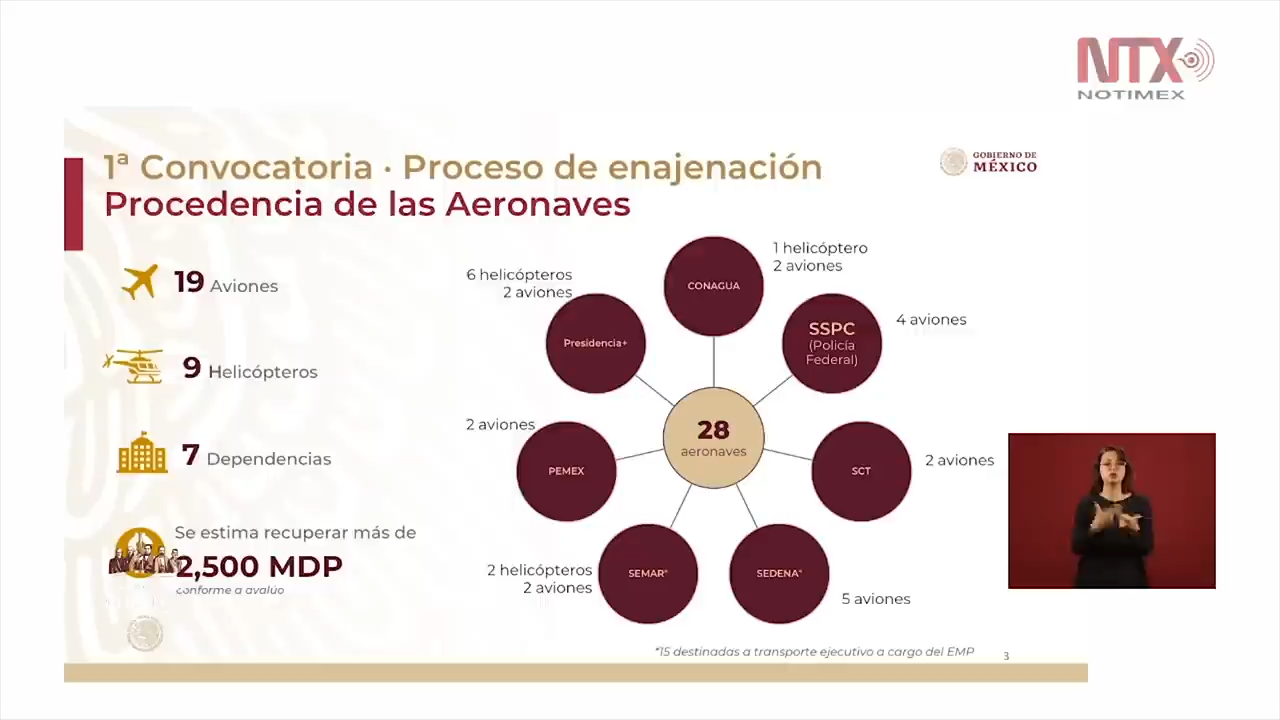 NTX
NOTIMEX
1ª Convocatoria · Proceso de enajenación
Procedencia de las Aeronaves
GOBIERNO DE
MÉXICO
19 Aviones
9 Helicópteros
7 Dependencias
Se estima recuperar más de
2,500 MDP
conforme a avalúo
28
aeronaves
CONAGUA
1 helicóptero
2 aviones
SSPC
(Policía
Federal)
4 aviones
SCT
2 aviones
SEDENA*
5 aviones
SEMAR*
2 helicópteros
2 aviones
PEMEX
2 aviones
Presidencia+
6 helicópteros
2 aviones
*15 destinadas a transporte ejecutivo a cargo del EMP
3